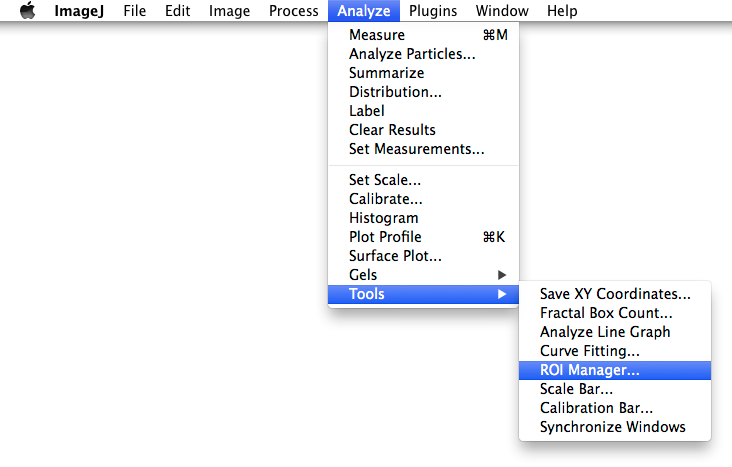 ImageJ File Edit Image Process Analyze Plugins Window Help
Measure ⌘M
Analyze Particles...
Summarize
Distribution...
Label
Clear Results
Set Measurements...
Set Scale...
Calibrate...
Histogram
Plot Profile ⌘K
Surface Plot...
Gels
Tools
Save XY Coordinates...
Fractal Box Count...
Analyze Line Graph
Curve Fitting...
ROI Manager...
Scale Bar...
Calibration Bar...
Synchronize Windows